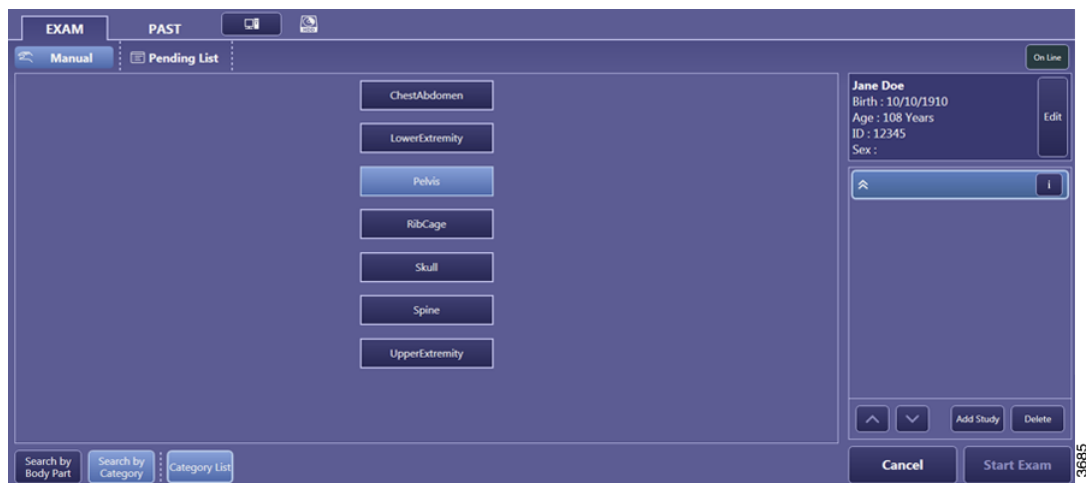 EXAM
PAST
Manual
Pending List
On Line
ChestAbdomen
LowerExtremity
Pelvis
RibCage
Skull
Spine
UpperExtremity
Jane Doe
Birth : 10/10/1910
Age : 108 Years
ID : 12345
Sex :
Edit
i
Add Study
Delete
Search by
Body Part
Search by
Category
Category List
Cancel
Start Exam
3685